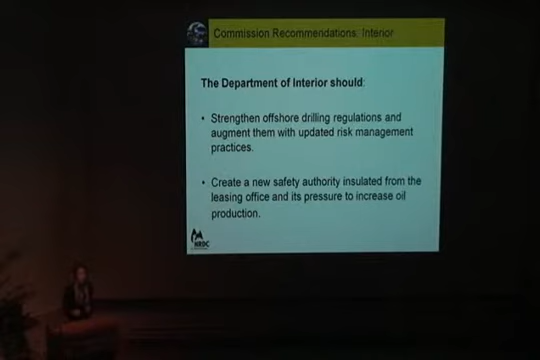 Commission Recommendations: Interior
The Department of Interior should:
• Strengthen offshore drilling regulations and
augment them with updated risk management
practices.
• Create a new safety authority insulated from the
leasing office and its pressure to increase oil
production.
NRDC